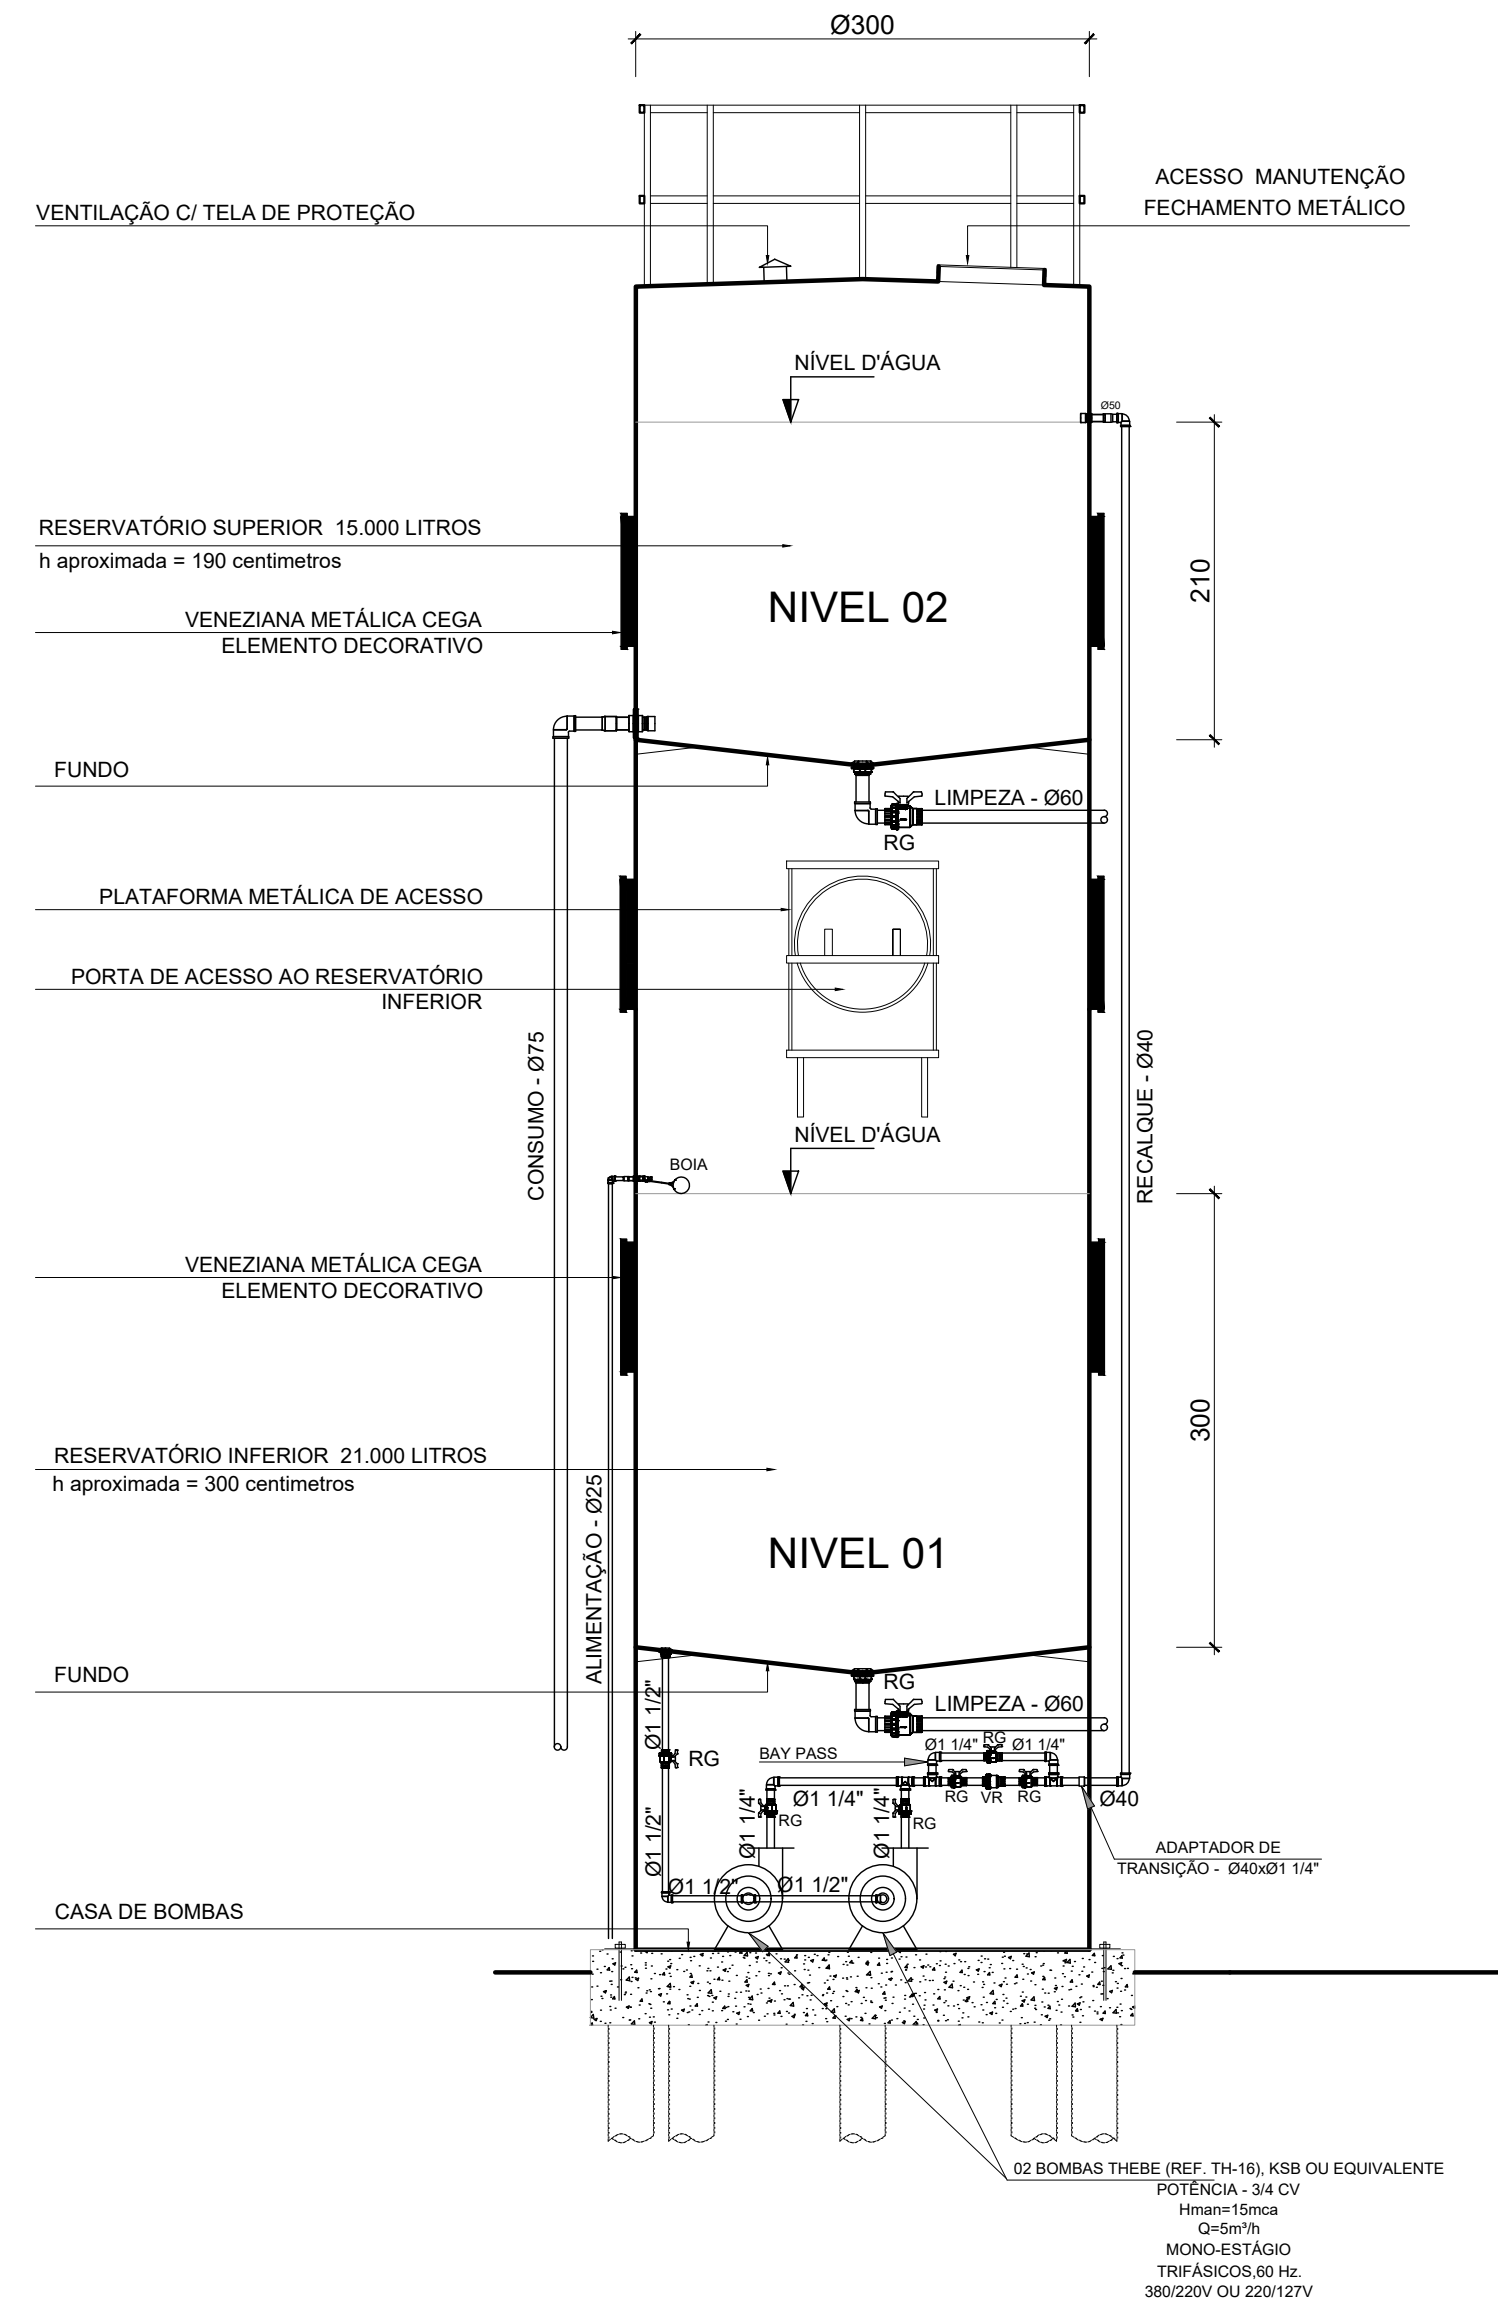 Ø300
ACESSO  MANUTENÇÃO
FECHAMENTO METÁLICO
VENTILAÇÃO C/ TELA DE PROTEÇÃO
NÍVEL D'ÁGUA
Ø50
RESERVATÓRIO SUPERIOR  15.000 LITROS
h aproximada = 190 centimetros
210
NIVEL 02
VENEZIANA METÁLICA CEGA
ELEMENTO DECORATIVO
FUNDO
LIMPEZA - Ø60
RG
PLATAFORMA METÁLICA DE ACESSO
PORTA DE ACESSO AO RESERVATÓRIO
INFERIOR
CONSUMO - Ø75
RECALQUE - Ø40
NÍVEL D'ÁGUA
BOIA
VENEZIANA METÁLICA CEGA
ELEMENTO DECORATIVO
300
RESERVATÓRIO INFERIOR  21.000 LITROS
h aproximada = 300 centimetros
ALIMENTAÇÃO - Ø25
NIVEL 01
FUNDO
RG
LIMPEZA - Ø60
Ø1 1/2"
RG
BAY PASS
Ø1 1/4"
RG
Ø1 1/4"
Ø1 1/4"
RG
VR
RG
Ø40
Ø1 1/4"
RG
Ø1 1/4"
RG
Ø1 1/2"
Ø1 1/2"
Ø1 1/2"
ADAPTADOR DE
TRANSIÇÃO -  Ø40xØ1 1/4"
CASA DE BOMBAS
02 BOMBAS THEBE (REF. TH-16), KSB OU EQUIVALENTE
POTÊNCIA - 3/4 CV
Hman=15mca
Q=5m³/h
MONO-ESTÁGIO
TRIFÁSICOS,60 Hz.
380/220V OU 220/127V